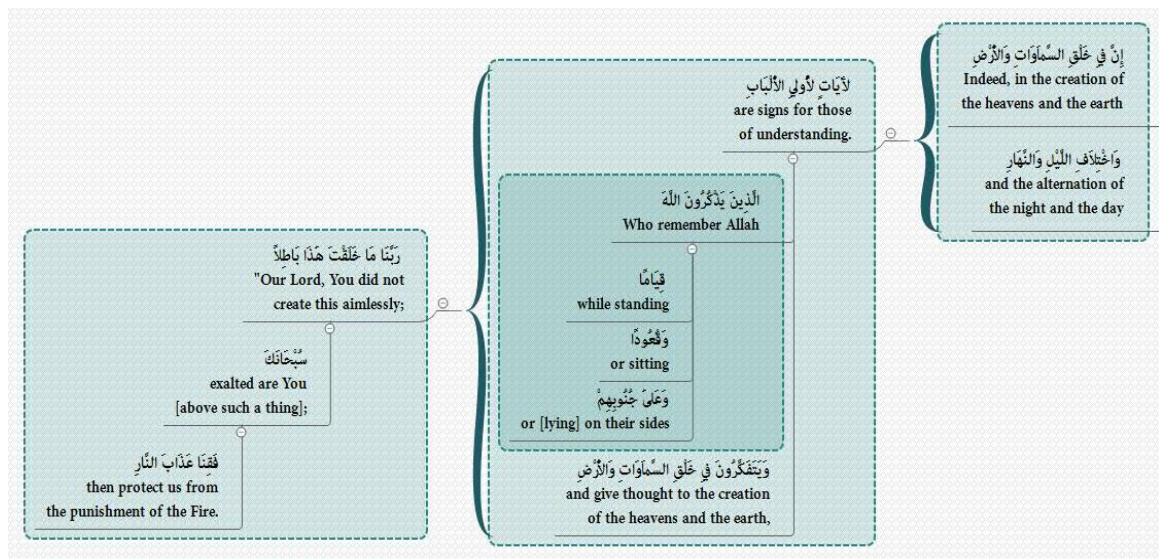 إِنَّ فِي خَلْقِ السَّمَاوَاتِ وَالْأَرْضِ
Indeed, in the creation of
the heavens and the earth
وَاخْتِلَافِ اللَّيْلِ وَالنَّهَارِ
and the alternation of
the night and the day
لَآيَاتٍ لِّأُولِي الْأَلْبَابِ
are signs for those
of understanding.
الَّذِينَ يَذْكُرُونَ اللَّهَ
Who remember Allah
قِيَامًا
while standing
وَقُعُودًا
or sitting
وَعَلَىٰ جُنُوبِهِمْ
or [lying] on their sides
وَيَتَفَكَّرُونَ فِي خَلْقِ السَّمَاوَاتِ وَالْأَرْضِ
and give thought to the creation
of the heavens and the earth,
رَبَّنَا مَا خَلَقْتَ هَذَا بَاطِلاً
"Our Lord, You did not
create this aimlessly;
سُبْحَانَكَ
exalted are You
[above such a thing];
فَقِنَا عَذَابَ النَّارِ
then protect us from
the punishment of the Fire.